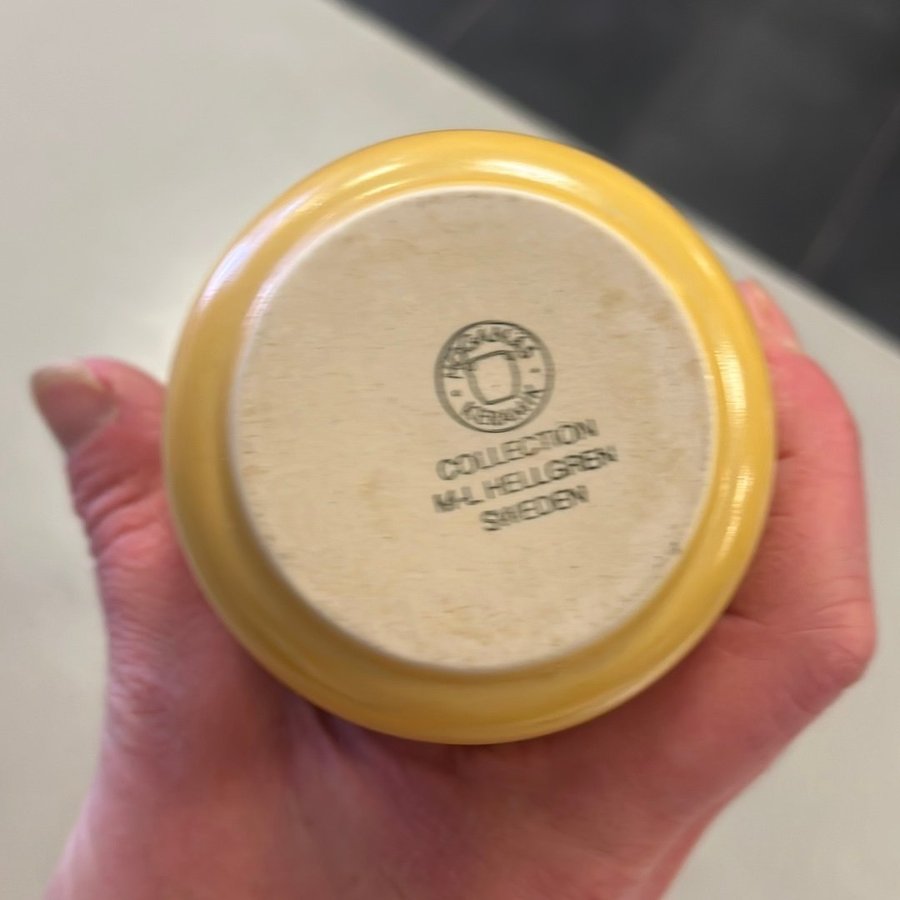 HÖGANÄS
KERAMIK
COLLECTION
M-L HELLGREN
SWEDEN